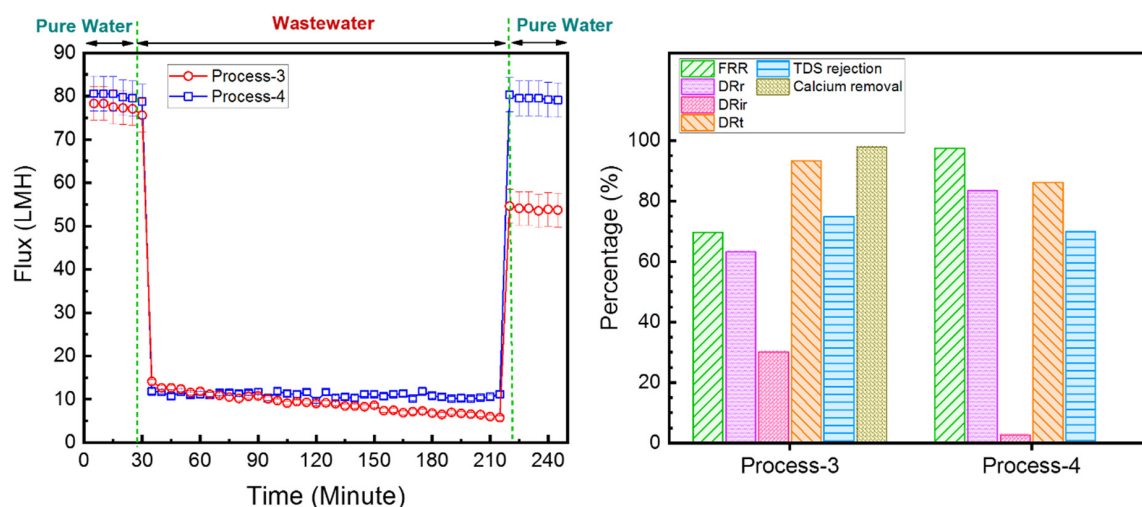 Pure Water
Wastewater
Pure Water
90
80
70
60
50
40
30
20
10
0
Flux (LMH)
Process-3
Process-4
0
30
60
90
120
150
180
210
240
Time (Minute)
FRR
DRr
DRir
DRt
TDS rejection
Calcium removal
100
80
60
40
20
0
Percentage (%)
Process-3
Process-4